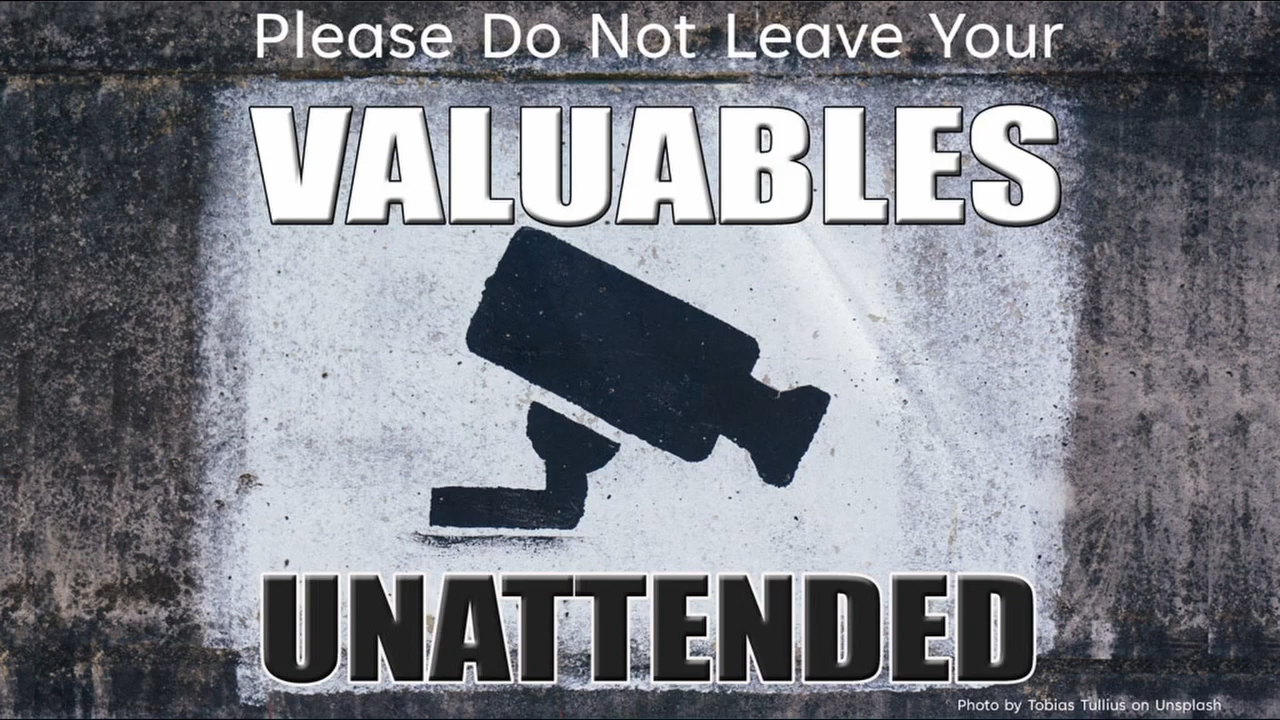 Please Do Not Leave Your
VALUABLES
UNATTENDED
Photo by Tobias Tullius on Unsplash